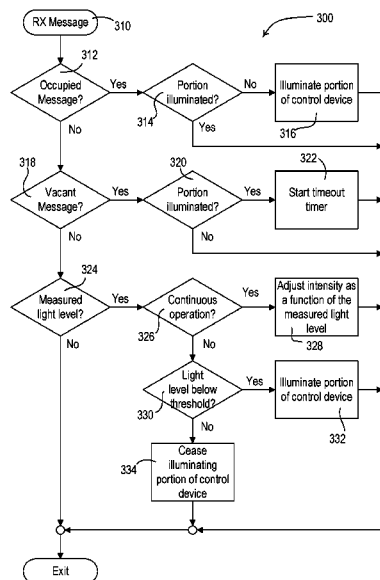 RX Message
310
300
312
Occupied
Message?
Yes
Portion
illuminated?
314
No
Illuminate portion
of control device
316
Yes
No
318
Vacant
Message?
Yes
320
Portion
illuminated?
Yes
322
Start timeout
timer
No
No
324
Measured
light level?
Yes
Continuous
operation?
326
Yes
Adjust intensity as
a function of the
measured light
level
328
No
No
Light
level below
threshold?
330
Yes
Illuminate portion
of control device
332
No
Cease
illuminating
portion of control
device
334
Exit